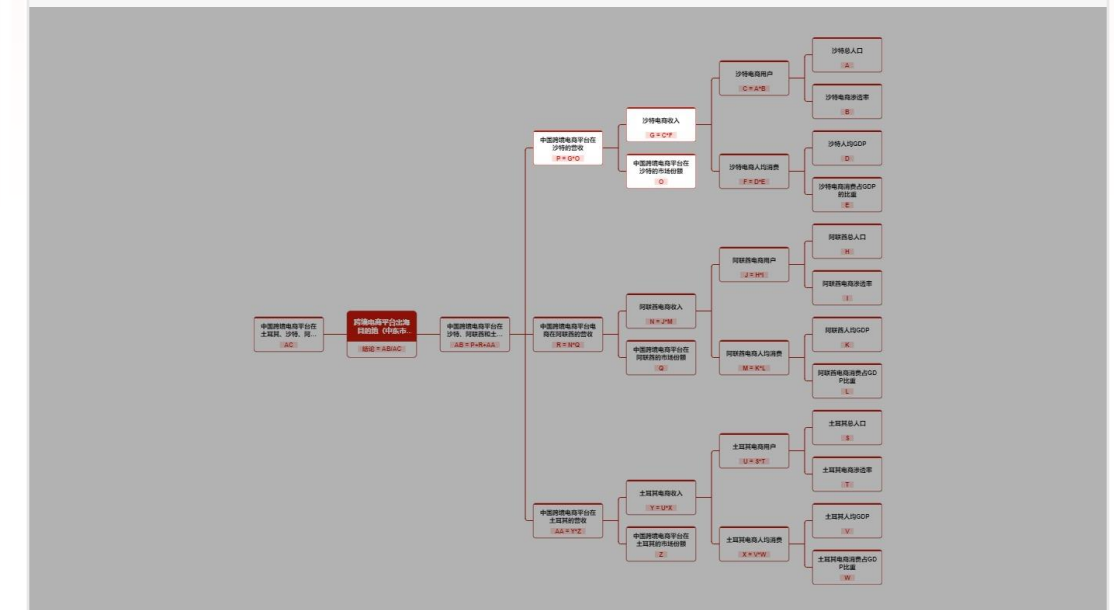 沙特总人口
A
沙特电商用户
C = A*B
沙特电商渗透率
B
沙特电商收入
G = C*F
中国跨境电商平台在
沙特的营收
P = G*O
中国跨境电商平台在
沙特的市场份额
O
沙特人均GDP
D
沙特电商人均消费
F = D*E
沙特电商消费占GDP
的比重
E
阿联酋总人口
H
阿联酋电商用户
J = H*I
阿联酋电商渗透率
I
阿联酋电商收入
N = J*M
中国跨境电商平台在
土耳其、沙特、阿...
AC
跨境电商平台出海
目的地（中东市...
结论 = AB/AC
中国跨境电商平台在
沙特、阿联酋和土...
AB = P+R+AA
中国跨境电商平台电
商在阿联酋的营收
R = N*Q
中国跨境电商平台在
阿联酋的市场份额
Q
阿联酋人均GDP
K
阿联酋电商人均消费
M = K*L
阿联酋电商消费占GD
P比重
L
土耳其总人口
S
土耳其电商用户
U = S*T
土耳其电商渗透率
T
土耳其电商收入
Y = U*X
中国跨境电商平台在
土耳其的营收
AA = Y*Z
中国跨境电商平台在
土耳其的市场份额
Z
土耳其人均GDP
V
土耳其电商人均消费
X = V*W
土耳其电商消费占GD
P比重
W